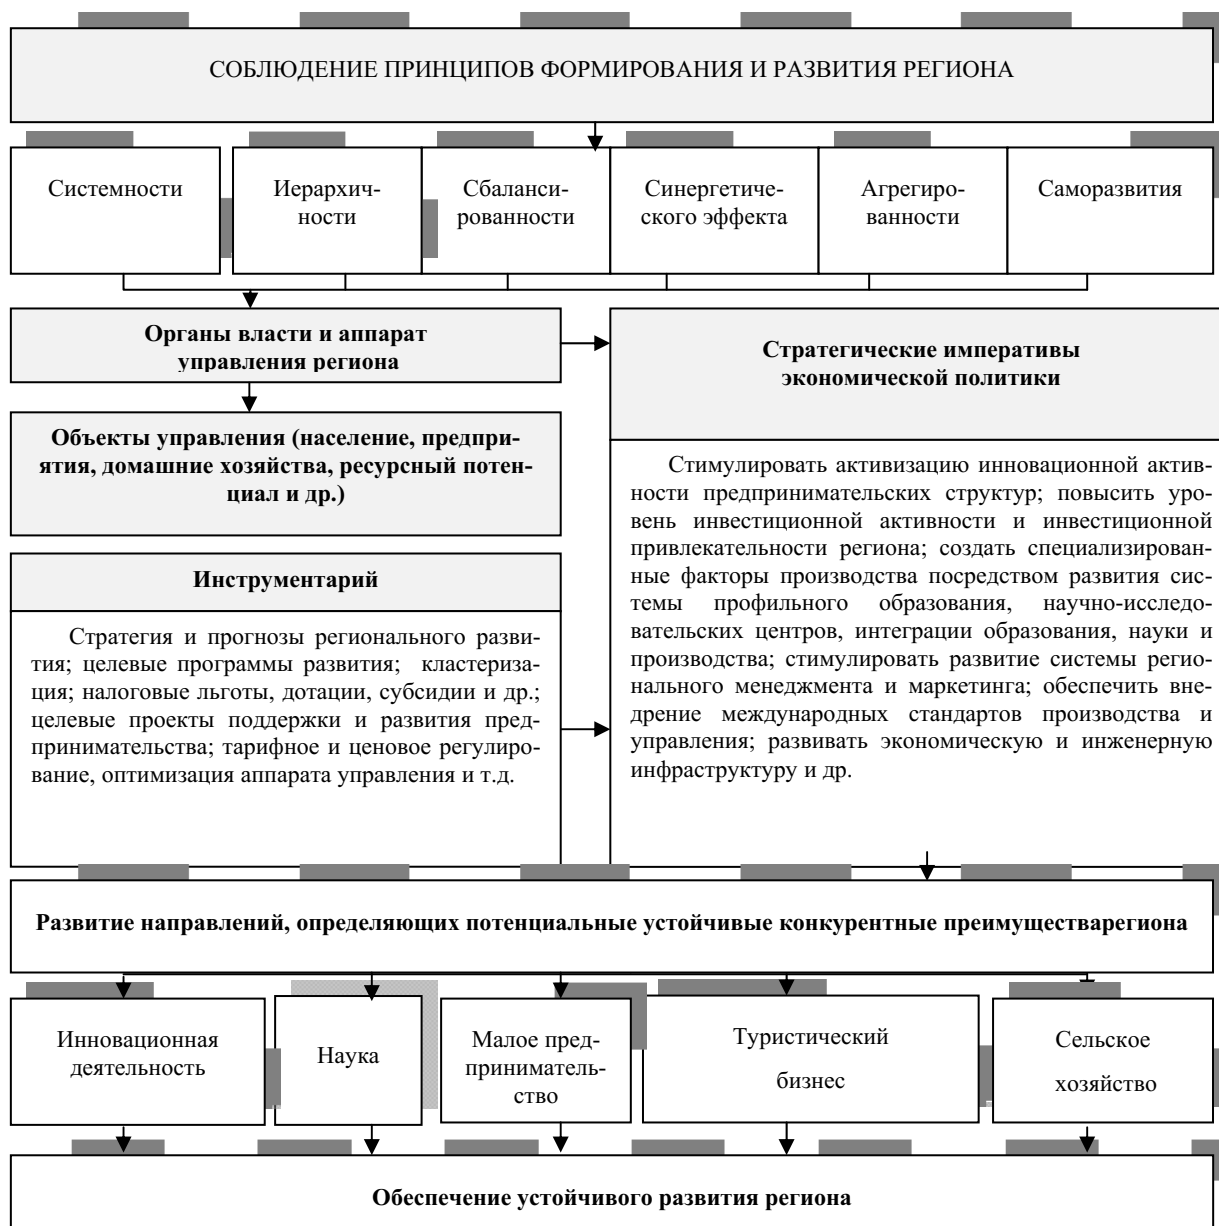 СОБЛЮДЕНИЕ ПРИНЦИПОВ ФОРМИРОВАНИЯ И РАЗВИТИЯ РЕГИОНА
Системности
Иерархич-
ности
Сбаланси-
рованности
Синергетиче-
ского эффекта
Агрегиро-
ванности
Саморазвития
Органы власти и аппарат
управления региона
Объекты управления (население, предпри-
ятия, домашние хозяйства, ресурсный потен-
циал и др.)
Инструментарий
Стратегия и прогнозы регионального разви-
тия; целевые программы развития; кластериза-
ция; налоговые льготы, дотации, субсидии и др.;
целевые проекты поддержки и развития пред-
принимательства; тарифное и ценовое регулиро-
вание, оптимизация аппарата управления и т.д.
Стратегические императивы
экономической политики
Стимулировать активизацию инновационной актив-
ности предпринимательских структур; повысить уро-
вень инвестиционной активности и инвестиционной
привлекательности региона; создать специализирован-
ные факторы производства посредством развития сис-
темы профильного образования, научно-исследо-
вательских центров, интеграции образования, науки и
производства; стимулировать развитие системы регио-
нального менеджмента и маркетинга; обеспечить вне-
дрение международных стандартов производства и
управления; развивать экономическую и инженерную
инфраструктуру и др.
Развитие направлений, определяющих потенциальные устойчивые конкурентные преимуществарегиона
Инновационная
деятельность
Наука
Малое пред-
приниматель-
ство
Туристический
бизнес
Сельское
хозяйство
Обеспечение устойчивого развития региона